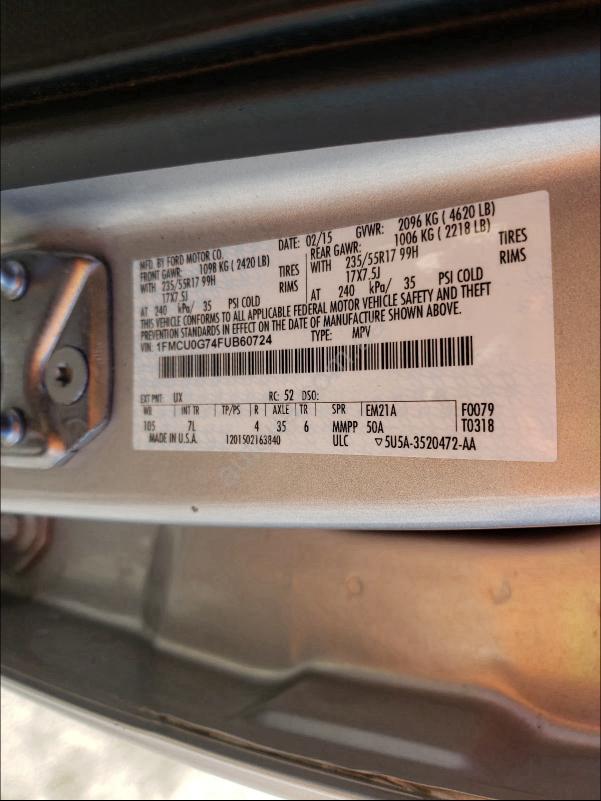 MFD. BY FORD MOTOR CO.
DATE: 02/15 GVWR: 2096 KG ( 4620 LB)
FRONT GAWR: 1098 KG ( 2420 LB)
REAR GAWR: 1006 KG ( 2218 LB)
WITH 235/55R17 99H TIRES
WITH 235/55R17 99H TIRES
17X7.5J RIMS
17X7.5J RIMS
AT 240 kPa/ 35 PSI COLD
AT 240 kPa/ 35 PSI COLD
THIS VEHICLE CONFORMS TO ALL APPLICABLE FEDERAL MOTOR VEHICLE SAFETY AND THEFT
PREVENTION STANDARDS IN EFFECT ON THE DATE OF MANUFACTURE SHOWN ABOVE.
VIN: 1FMCU0G74FUB60724 TYPE: MPV
EXT PNT: UX RC: 52 DSO:
WB INT TR TP/PS R AXLE TR SPR EM21A F0079
105 7L 4 35 6 MMPP 50A T0318
MADE IN U.S.A. 1201502163840 ULC ▽5U5A-3520472-AA